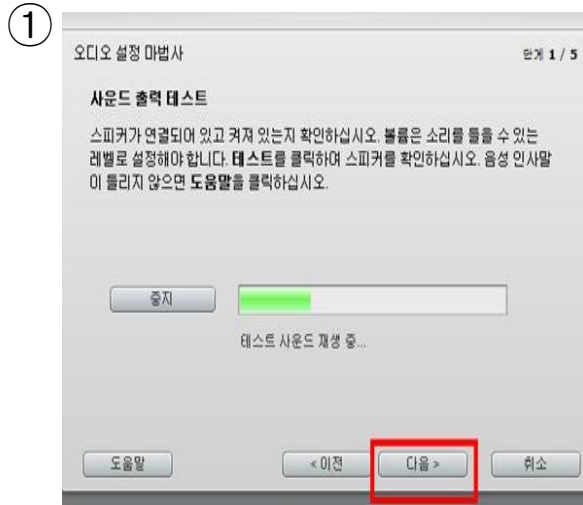 ①
오디오 설정 마법사 단계 1 / 5
사운드 출력 테스트
스피커가 연결되어 있고 켜져 있는지 확인하십시오. 볼륨은 소리를 들을 수 있는
레벨로 설정해야 합니다. 테스트를 클릭하여 스피커를 확인하십시오. 음성 인사말
이 들리지 않으면 도움말을 클릭하십시오.
중지
테스트 사운드 재생 중...
도움말 < 이전 다음 > 취소